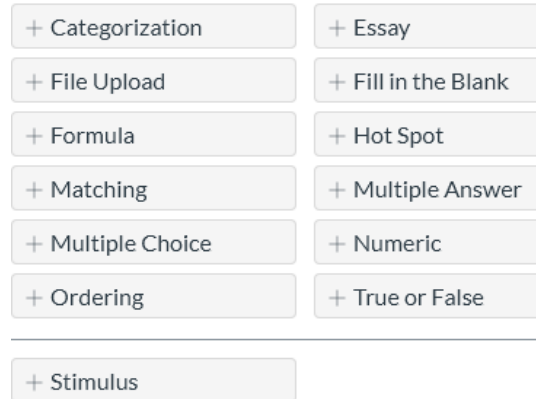 + Categorization
+ Essay
+ File Upload
+ Fill in the Blank
+ Formula
+ Hot Spot
+ Matching
+ Multiple Answer
+ Multiple Choice
+ Numeric
+ Ordering
+ True or False
+ Stimulus